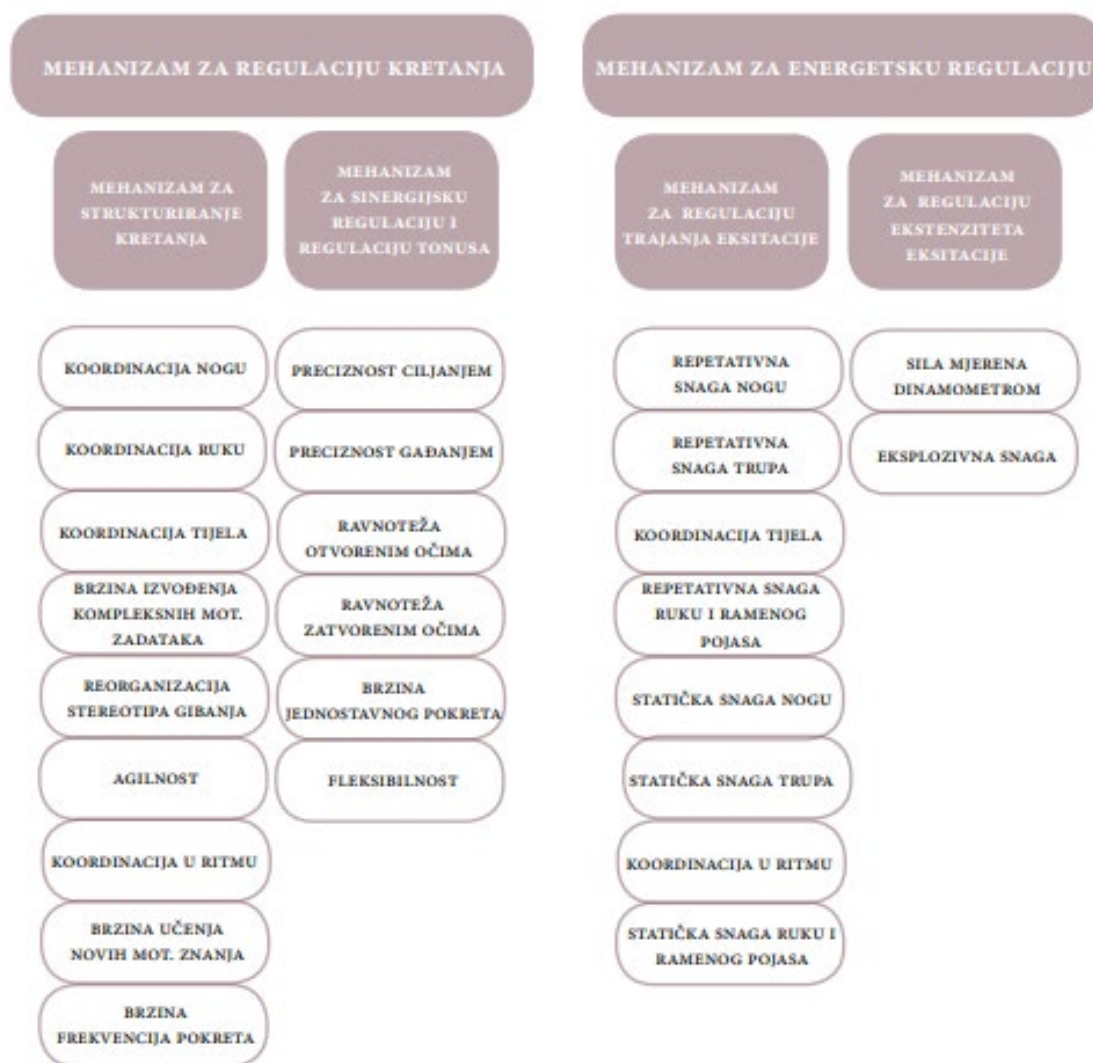 MEHANIZAM ZA REGULACIJU KRETANJA
MEHANIZAM ZA
STRUKTURIRANJE
KRETANJA
MEHANIZAM
ZA SINERGIJSKU
REGULACIJU I
REGULACIJU TONUSA
KOORDINACIJA NOGU
KOORDINACIJA RUKU
KOORDINACIJA TIJELA
BRZINA IZVOĐENJA
KOMPLEKSNIH MOT.
ZADATAKA
REORGANIZACIJA
STEREOTIPA GIBANJA
AGILNOST
KOORDINACIJA U RITMU
BRZINA UČENJA
NOVIH MOT. ZNANJA
BRZINA
FREKVENCIJA POKRETA
PRECIZNOST CILJANJEM
PRECIZNOST GAĐANJEM
RAVNOTEŽA
OTVORENIM OČIMA
RAVNOTEŽA
ZATVORENIM OČIMA
BRZINA
JEDNOSTAVNOG POKRETA
FLEKSIBILNOST
MEHANIZAM ZA ENERGETSKU REGULACIJU
MEHANIZAM
ZA REGULACIJU
TRAJANJA EKSITACIJE
MEHANIZAM
ZA REGULACIJU
EKSTENZITETA
EKSITACIJE
REPETATIVNA
SNAGA NOGU
REPETATIVNA
SNAGA TRUPA
KOORDINACIJA TIJELA
REPETATIVNA SNAGA
RUKU I RAMENOG
POJASA
STATIČKA SNAGA NOGU
STATIČKA SNAGA TRUPA
KOORDINACIJA U RITMU
STATIČKA SNAGA RUKU I
RAMENOG POJASA
SILA MJERENA
DINAMOMETROM
EKSPLOZIVNA SNAGA